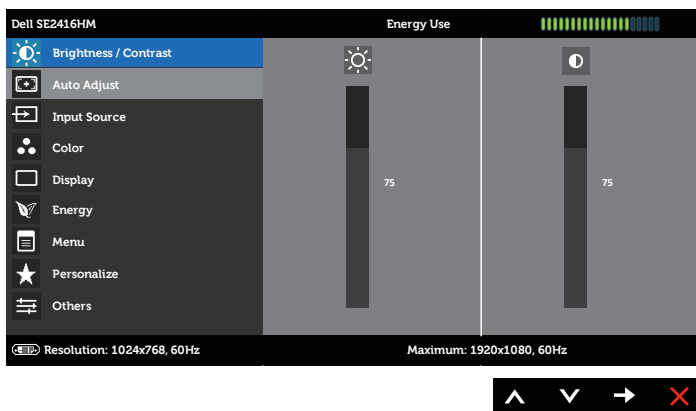 Dell SE2416HM
Energy Use
Brightness / Contrast
Auto Adjust
Input Source
Color
Display
Energy
Menu
Personalize
Others
75
75
Resolution: 1024x768, 60Hz
Maximum: 1920x1080, 60Hz